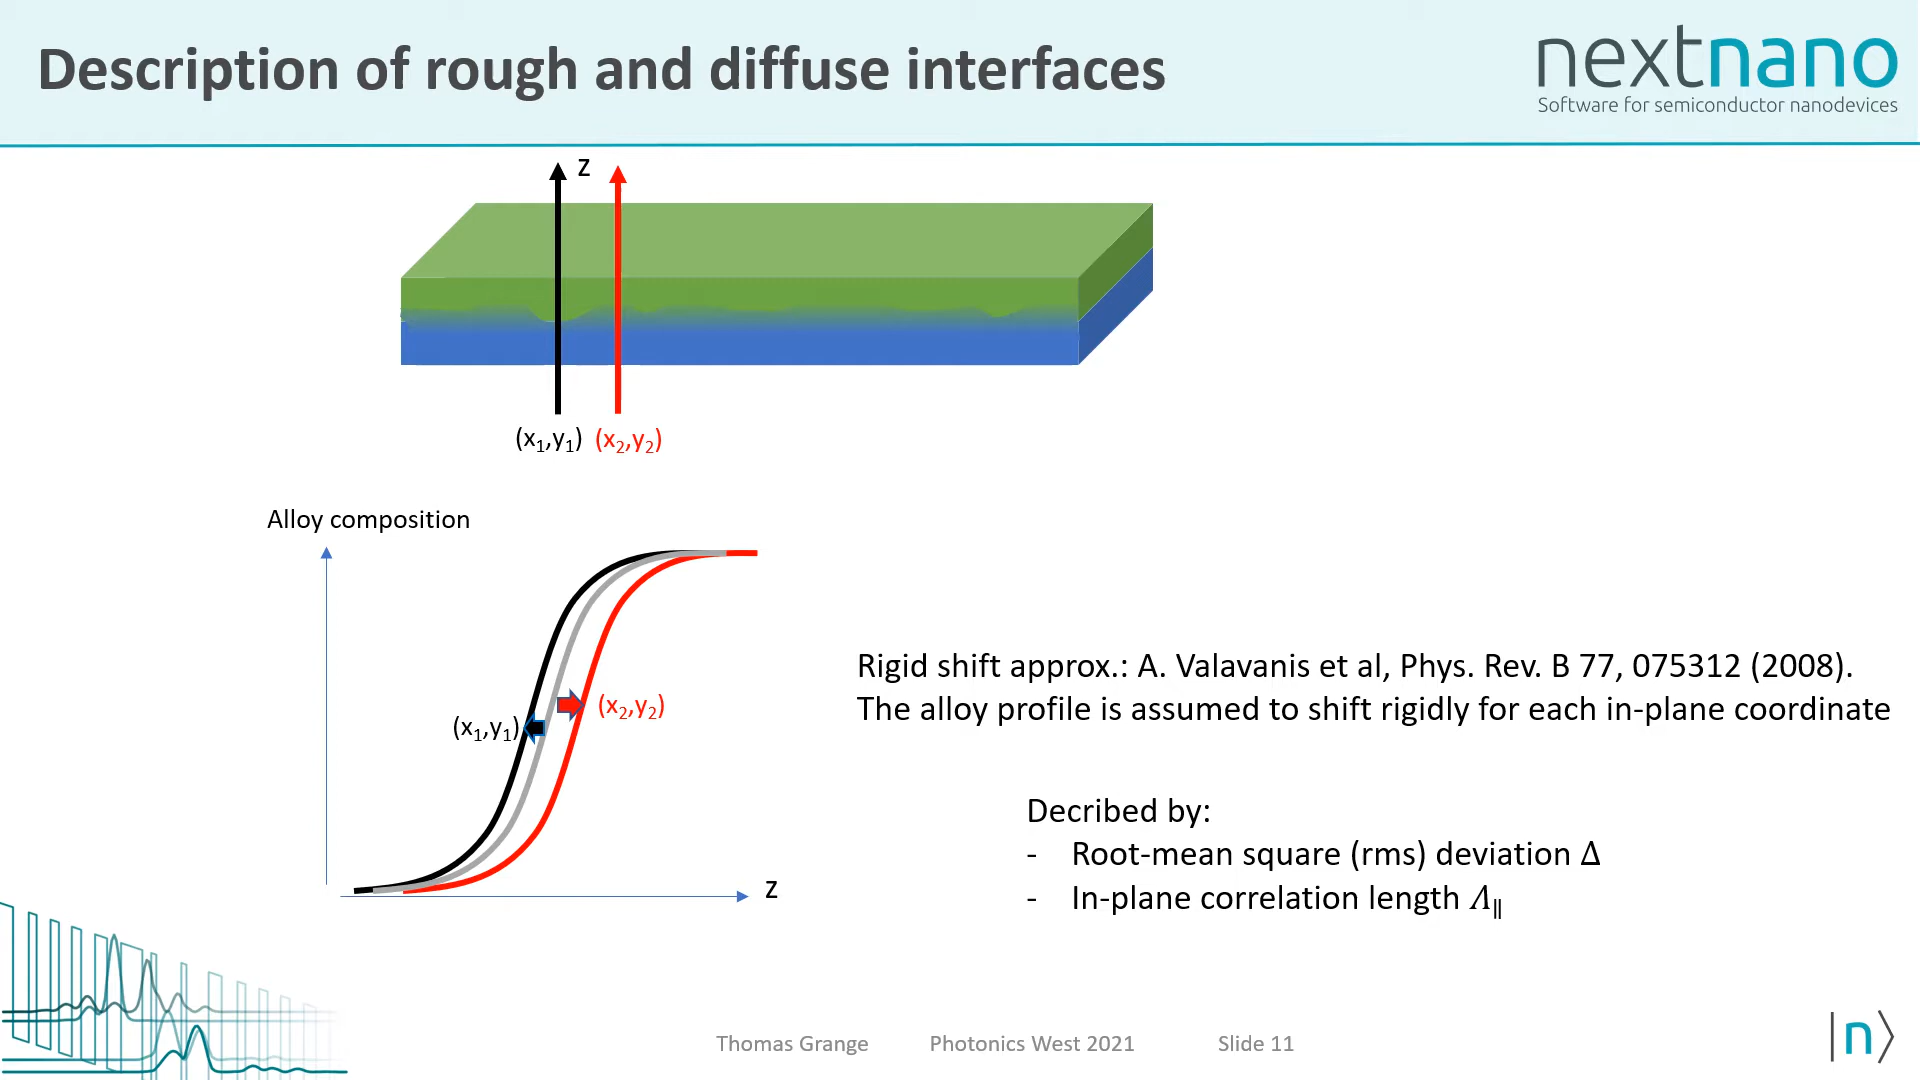 Description of rough and diffuse interfaces
nextnano
Software for semiconductor nanodevices
z
(x₁,y₁) (x₂,y₂)
Alloy composition
(x₂,y₂)
(x₁,y₁)
z
Rigid shift approx.: A. Valavanis et al, Phys. Rev. B 77, 075312 (2008).
The alloy profile is assumed to shift rigidly for each in-plane coordinate
Decribed by:
- Root-mean square (rms) deviation Δ
- In-plane correlation length Λ∥
Thomas Grange Photonics West 2021 Slide 11
|n⟩